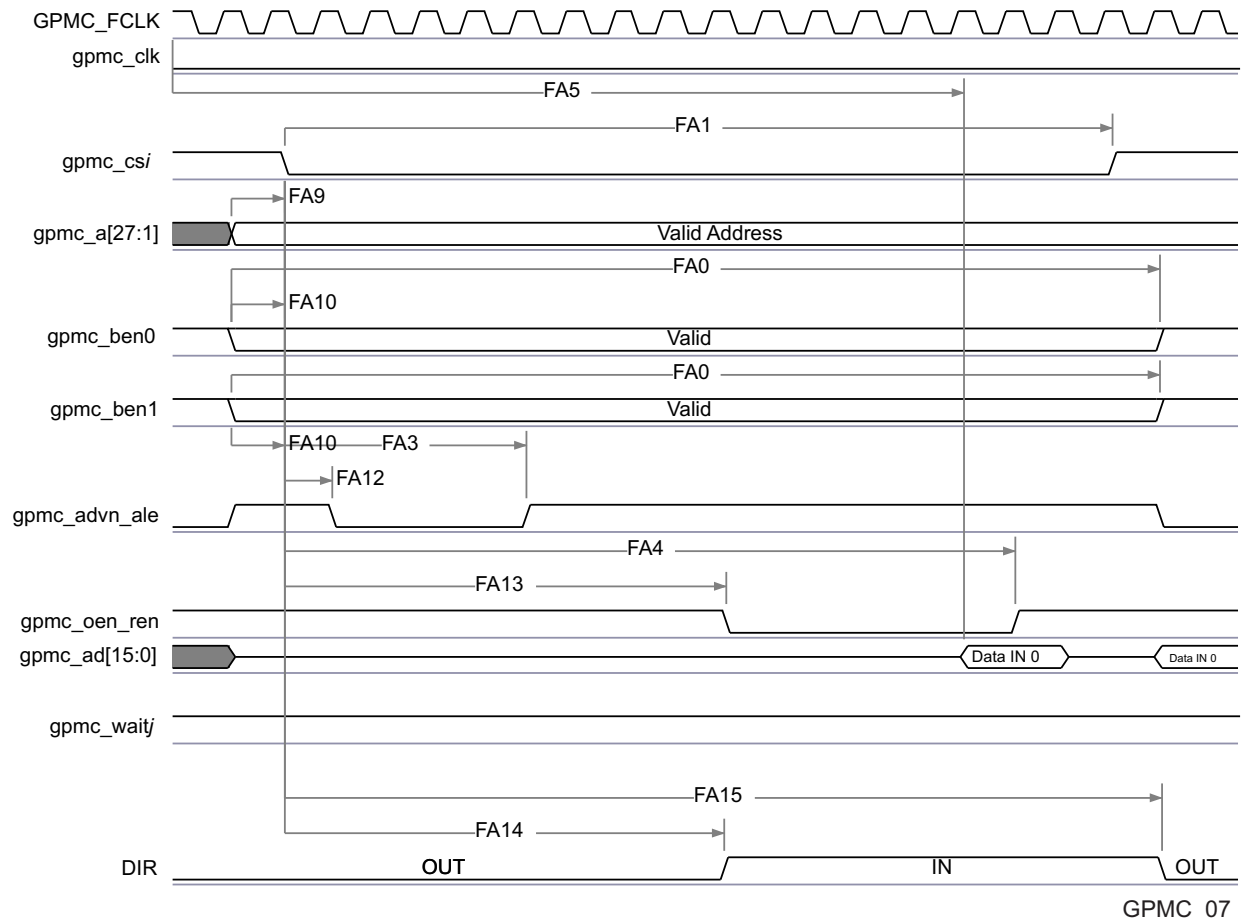 GPMC_FCLK
gpmc_clk
FA5
FA1
gpmc_csi
FA9
gpmc_a[27:1]
Valid Address
FA0
FA10
gpmc_ben0
Valid
FA0
gpmc_ben1
Valid
FA10
FA3
FA12
gpmc_advn_ale
FA4
FA13
gpmc_oen_ren
gpmc_ad[15:0]
Data IN 0
Data IN 0
gpmc_waitj
FA15
FA14
DIR
OUT
IN
OUT
GPMC_07